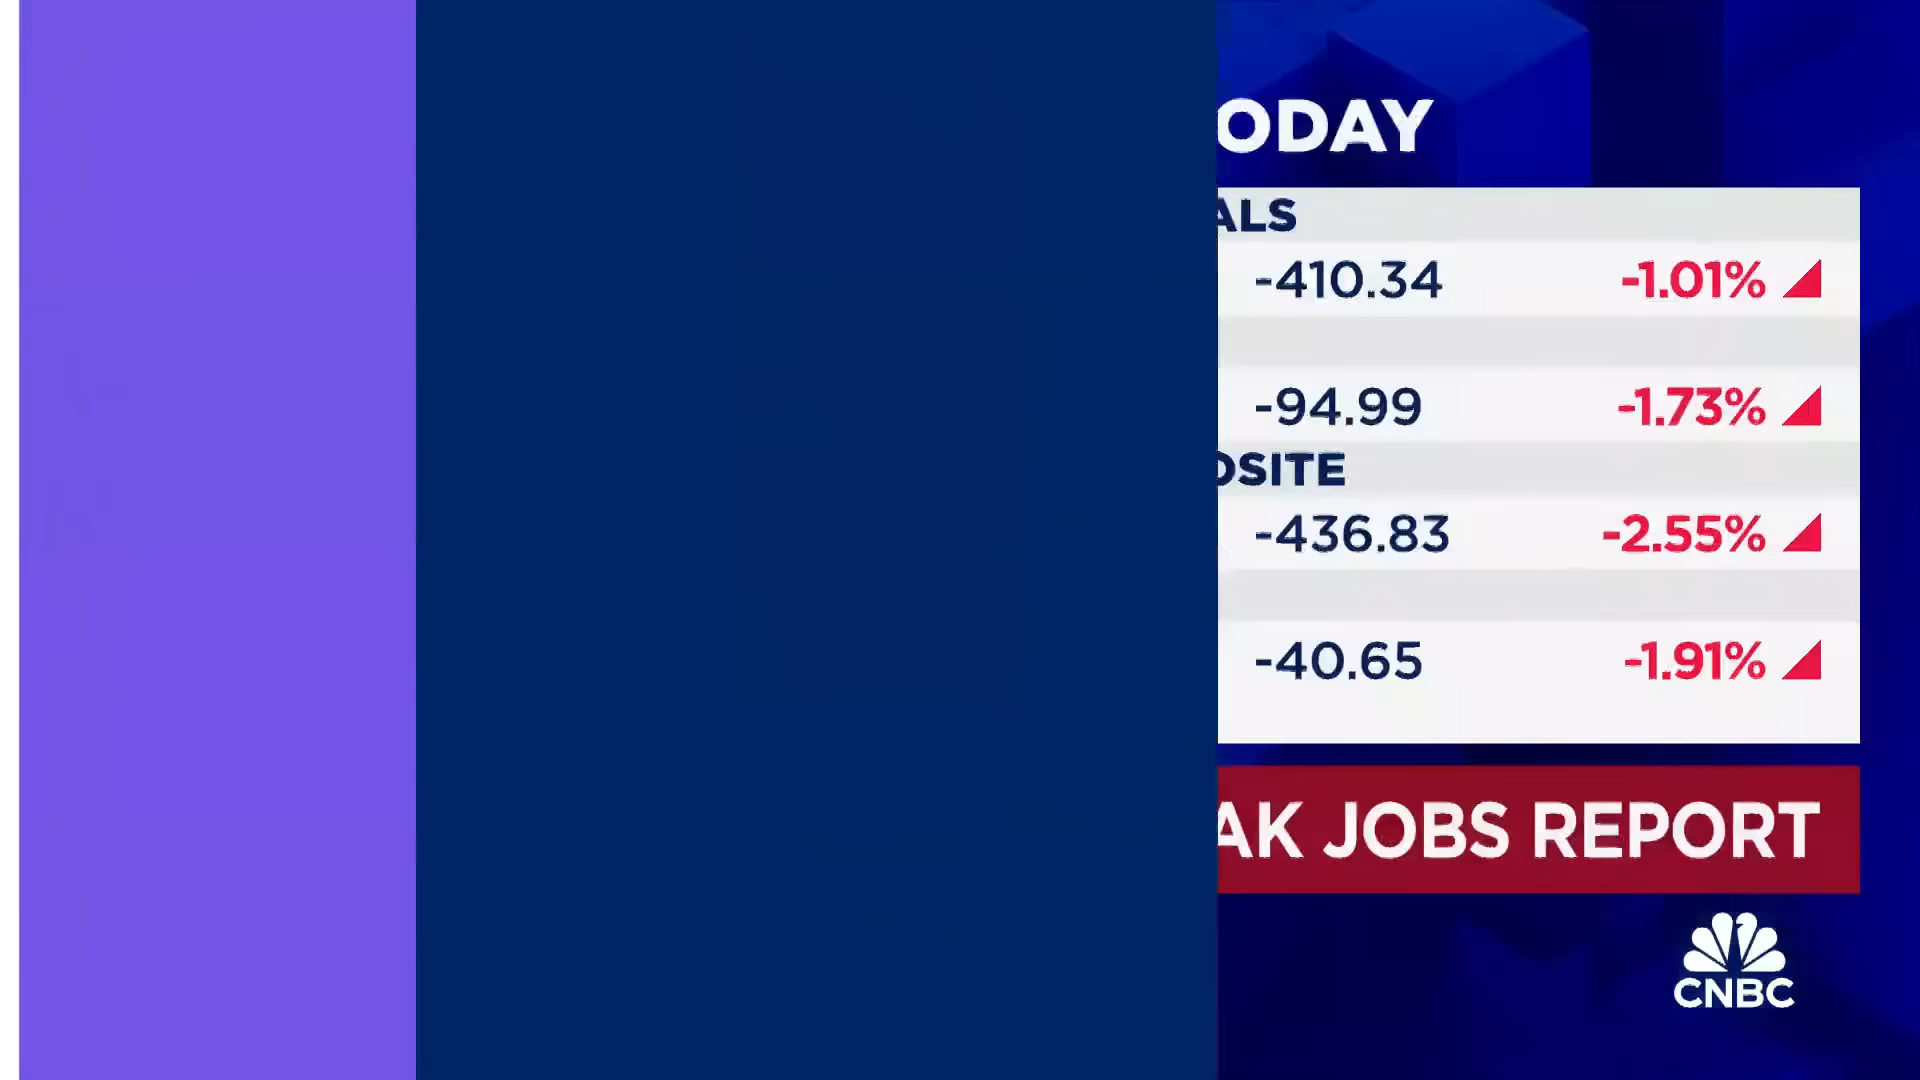 ODAY
ALS
-410.34 -1.01%
-94.99 -1.73%
OSITE
-436.83 -2.55%
-40.65 -1.91%
AK JOBS REPORT
CNBC